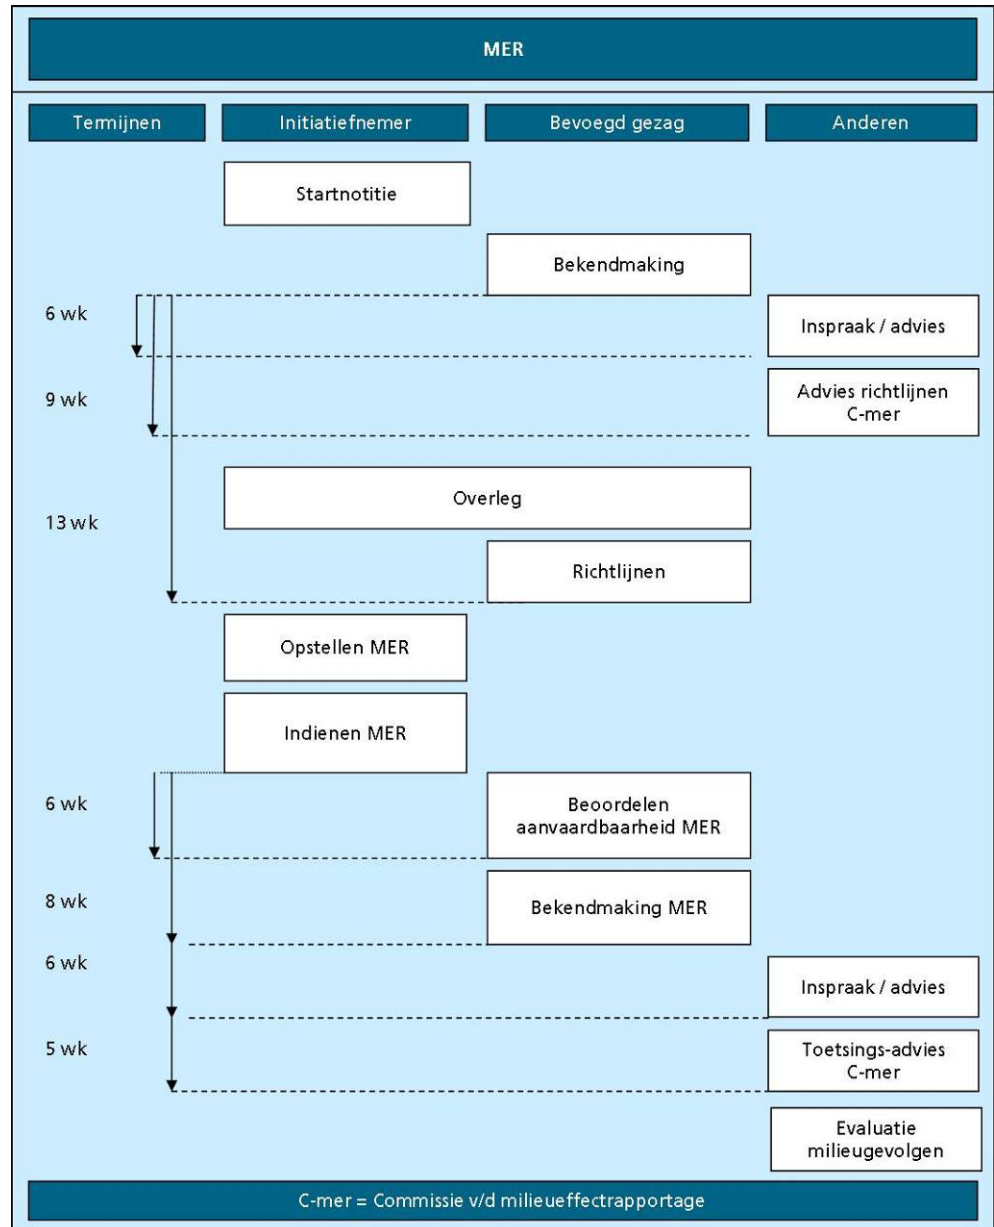 MER
Termijnen
Initiatiefnemer
Bevoegd gezag
Anderen
Startnotitie
Bekendmaking
6 wk
Inspraak / advies
9 wk
Advies richtlijnen
C-mer
Overleg
13 wk
Richtlijnen
Opstellen MER
Indienen MER
6 wk
Beoordelen
aanvaardbaarheid MER
8 wk
Bekendmaking MER
6 wk
Inspraak / advies
5 wk
Toetsings-advies
C-mer
Evaluatie
milieugevolgen
C-mer = Commissie v/d milieueffectrapportage